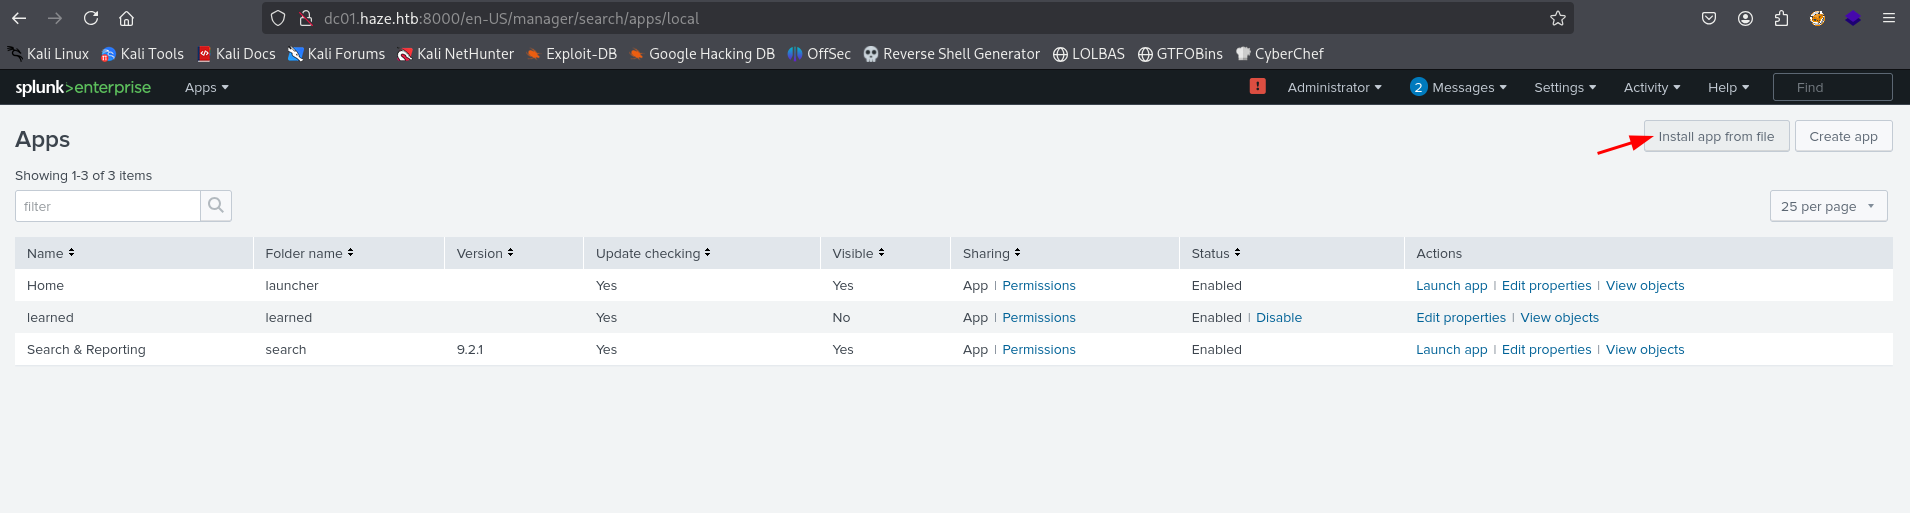 dc01.haze.htb:8000/en-US/manager/search/apps/local
Kali Linux Kali Tools Kali Docs Kali Forums Kali NetHunter Exploit-DB Google Hacking DB OffSec Reverse Shell Generator LOLBAS GTFOBins CyberChef
splunk>enterprise Apps ! Administrator 2 Messages Settings Activity Help Find
Apps Install app from file Create app
Showing 1-3 of 3 items
filter 25 per page
Name Folder name Version Update checking Visible Sharing Status Actions
Home launcher Yes Yes App | Permissions Enabled Launch app | Edit properties | View objects
learned learned Yes No App | Permissions Enabled | Disable Edit properties | View objects
Search & Reporting search 9.2.1 Yes Yes App | Permissions Enabled Launch app | Edit properties | View objects